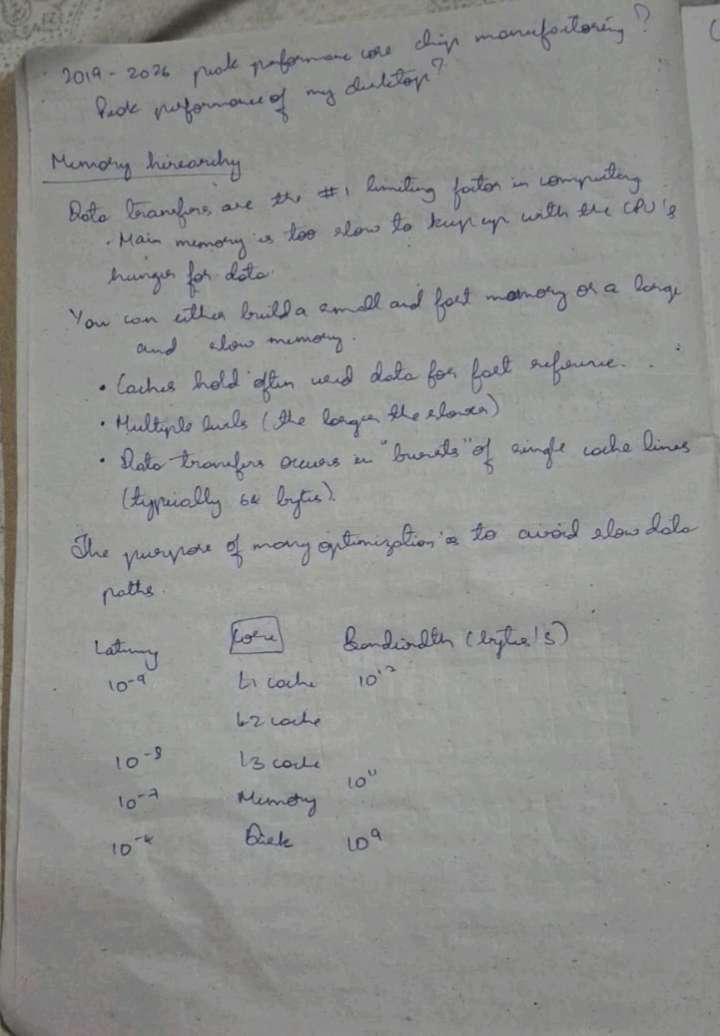 2019 - 2026 peak performance core chip manufactoring?
Peak performance of my desktop?
Memory hirearchy
Data transfers are the #1 limiting factor in computing
· Main memory is too slow to keep up with the CPU's
hunger for data.
You can either build a small and fast memory or a large
and slow memory.
• Caches hold often used data for fast reference.
• Multiple levels (the larger the slower)
• Data transfers occurs in "bursts" of single cache lines
(typically 64 bytes).
The purpose of many optimization is to avoid slow data
paths.
Latency Core Bandwidth (bytes/s)
10⁻⁹ L1 cache 10¹²
L2 cache
10⁻⁸ L3 cache
10¹¹
10⁻⁷ Memory
10⁻⁴ Disk 10⁹